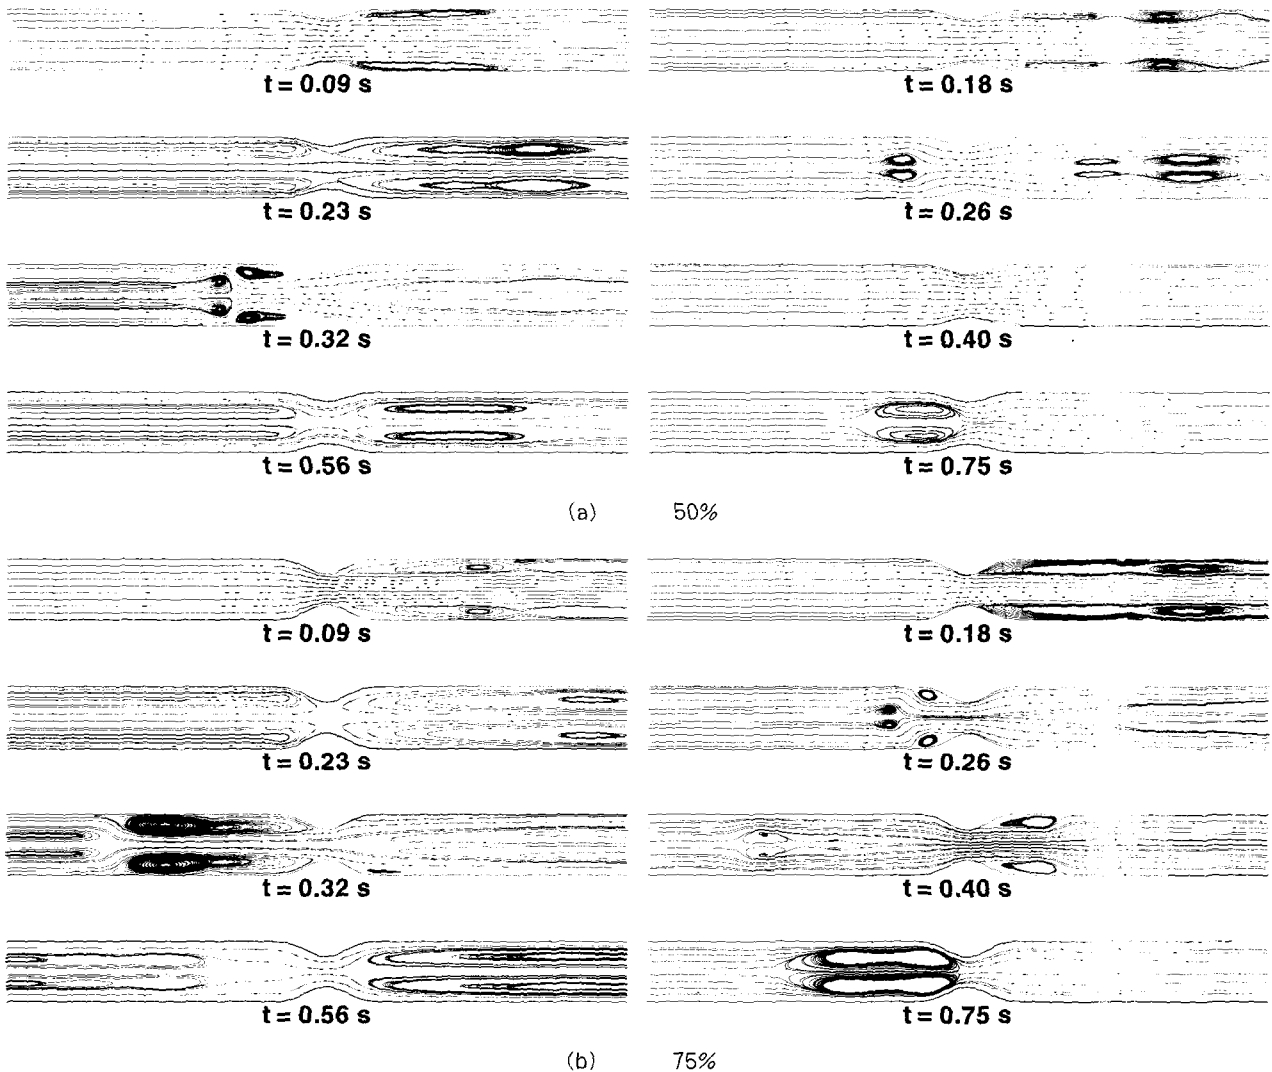 t = 0.09 s
t = 0.18 s
t = 0.23 s
t = 0.26 s
t = 0.32 s
t = 0.40 s
t = 0.56 s
t = 0.75 s
(a) 50%
t = 0.09 s
t = 0.18 s
t = 0.23 s
t = 0.26 s
t = 0.32 s
t = 0.40 s
t = 0.56 s
t = 0.75 s
(b) 75%